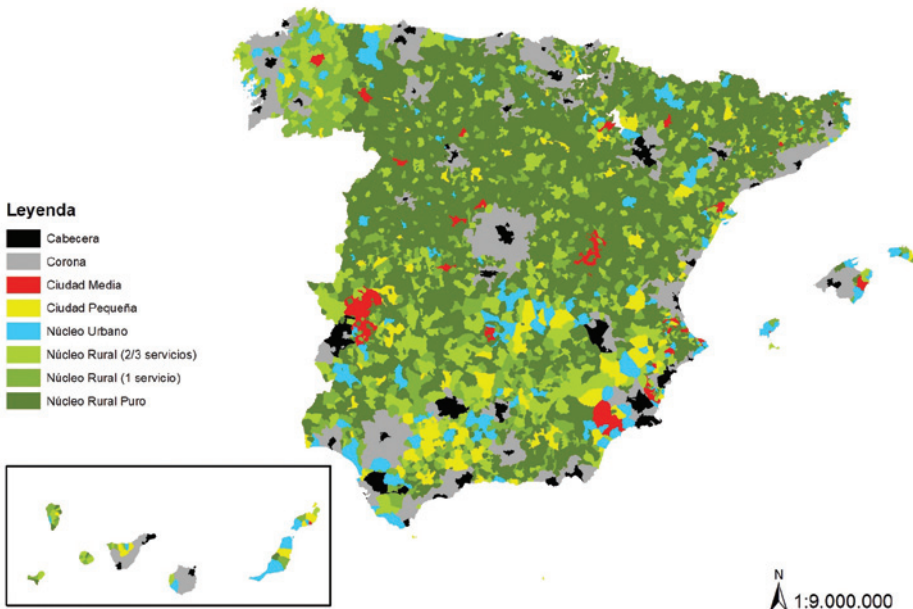 Leyenda
Cabecera
Corona
Ciudad Media
Ciudad Pequeña
Núcleo Urbano
Núcleo Rural (2/3 servicios)
Núcleo Rural (1 servicio)
Núcleo Rural Puro
N
1:9.000.000